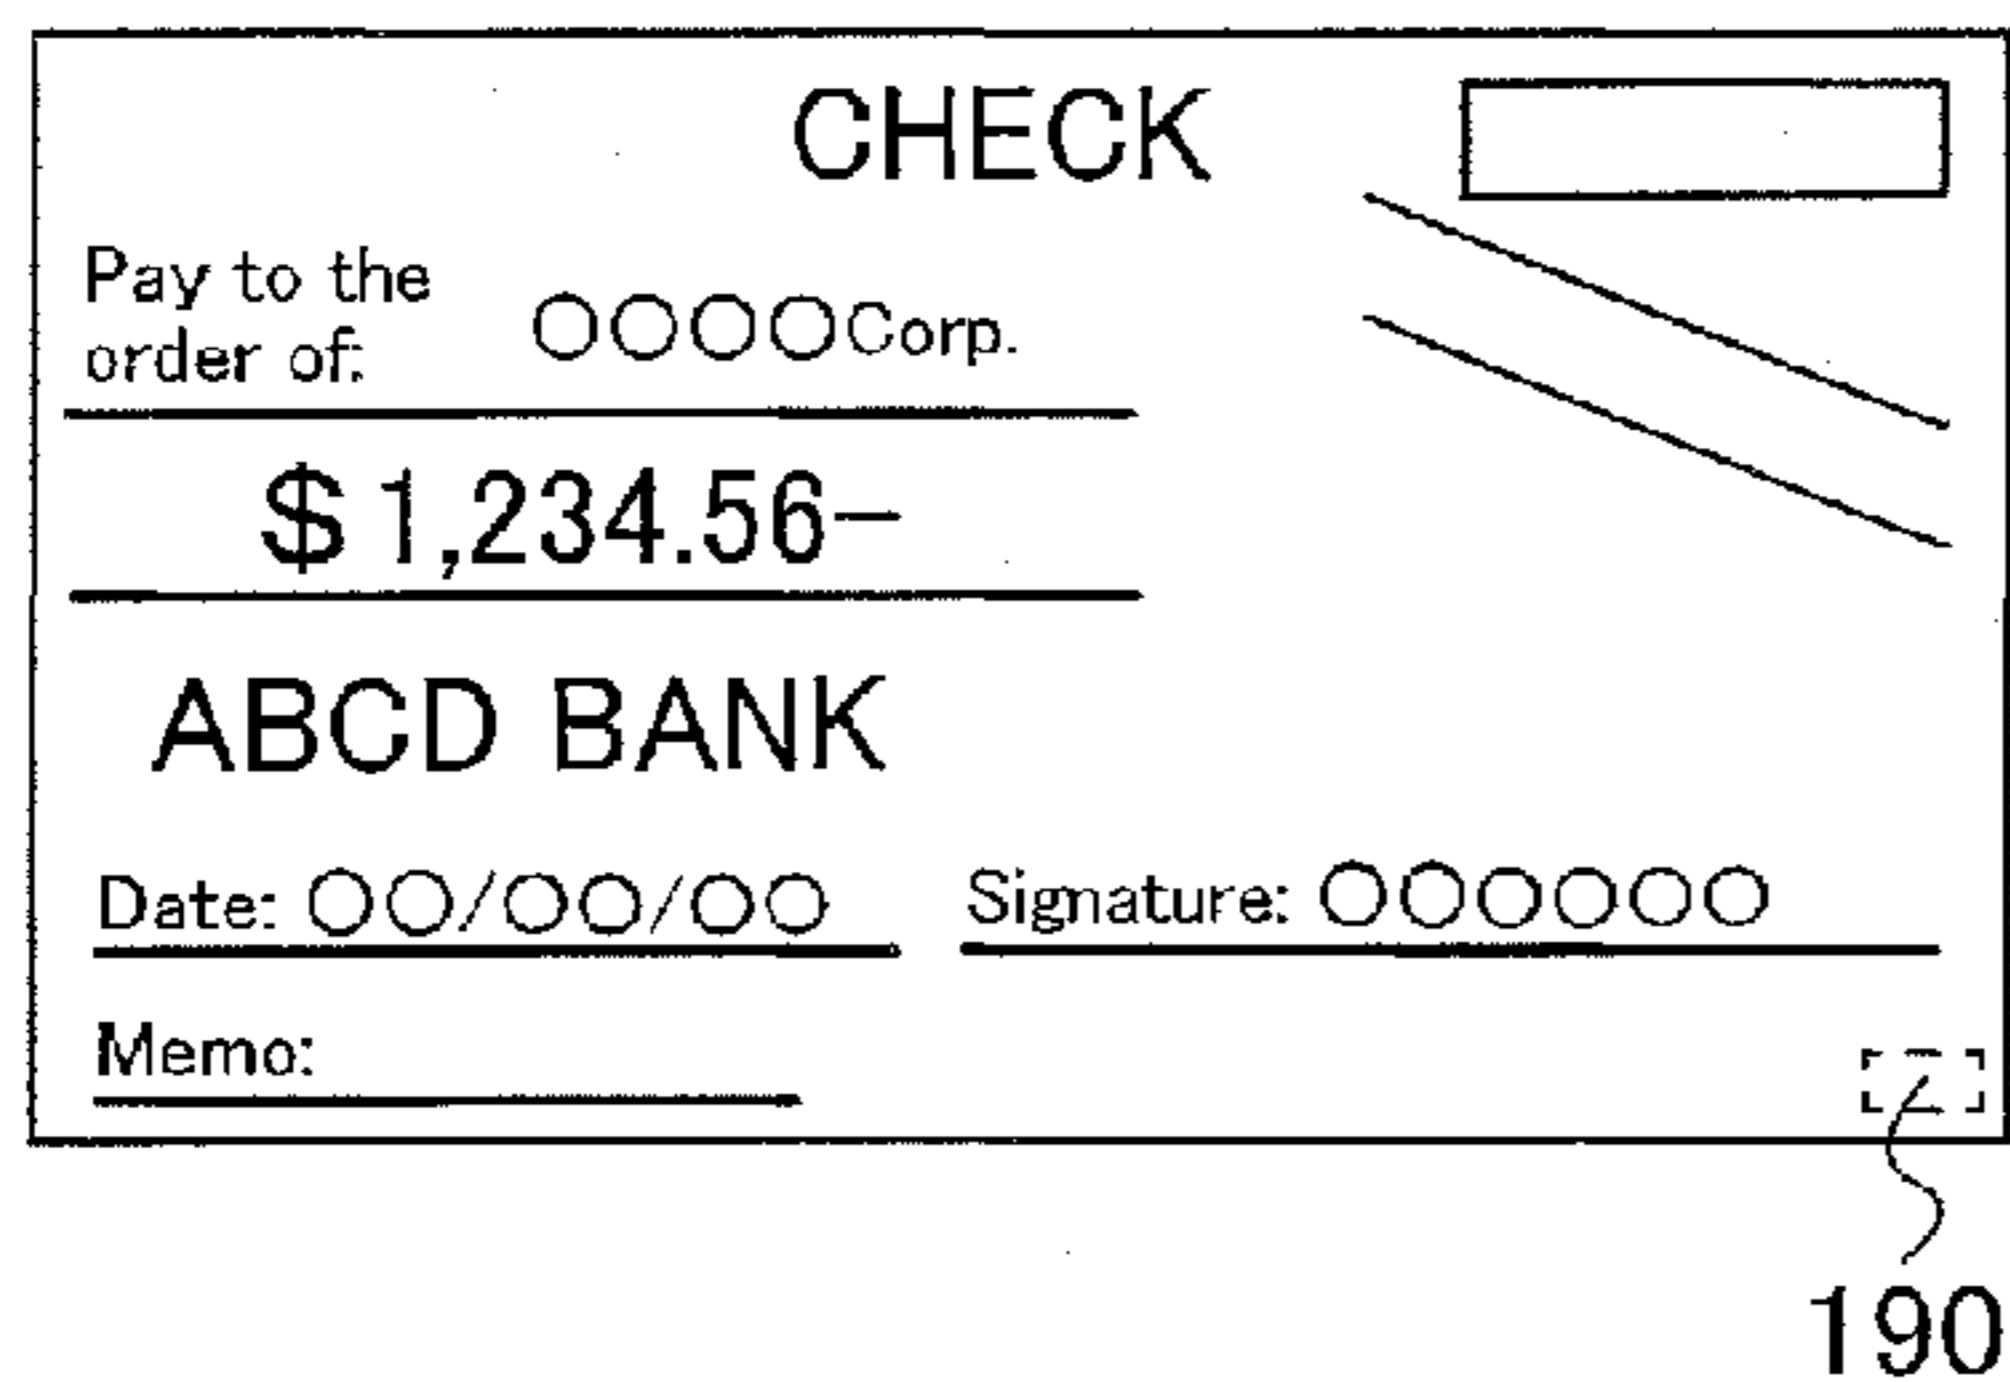 CHECK
Pay to the
order of:
○○○○Corp.
$1,234.56−
ABCD BANK
Date: ○○/○○/○○
Signature: ○○○○○○
Memo:
190